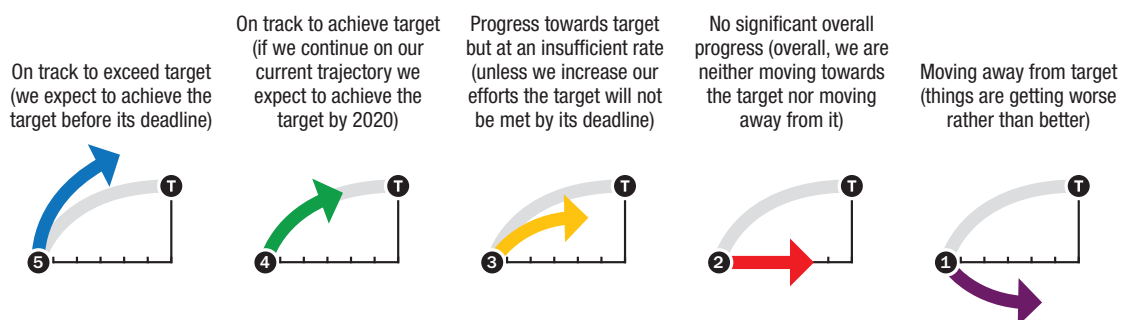 On track to exceed target
(we expect to achieve the
target before its deadline)
On track to achieve target
(if we continue on our
current trajectory we
expect to achieve the
target by 2020)
Progress towards target
but at an insufficient rate
(unless we increase our
efforts the target will not
be met by its deadline)
No significant overall
progress (overall, we are
neither moving towards
the target nor moving
away from it)
Moving away from target
(things are getting worse
rather than better)
T
5
T
4
T
3
T
2
T
1